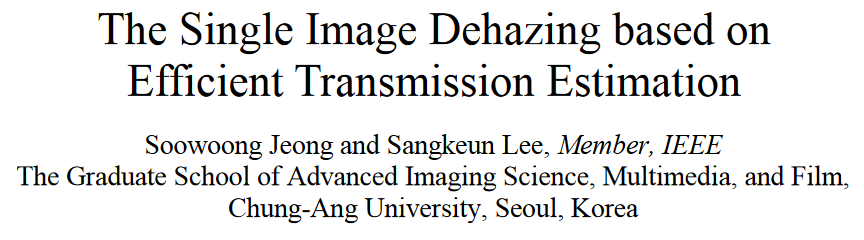 The Single Image Dehazing based on
Efficient Transmission Estimation
Soowoong Jeong and Sangkeun Lee, Member, IEEE
The Graduate School of Advanced Imaging Science, Multimedia, and Film,
Chung-Ang University, Seoul, Korea